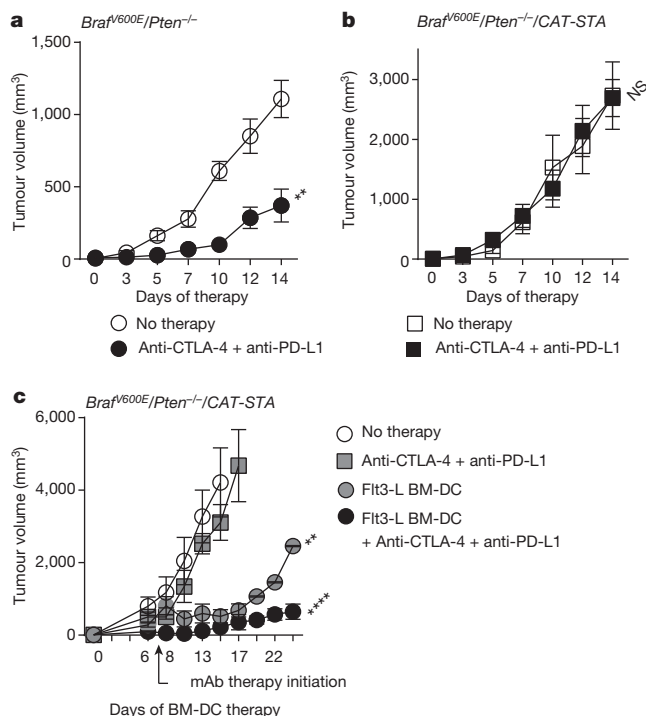 a
Braf^V600E/Pten^–/–
Tumour volume (mm³)
1,500
1,000
500
0
**
0 3 5 7 10 12 14
Days of therapy
No therapy
Anti-CTLA-4 + anti-PD-L1
b
Braf^V600E/Pten^–/–/CAT-STA
Tumour volume (mm³)
3,000
2,000
1,000
0
NS
0 3 5 7 10 12 14
Days of therapy
No therapy
Anti-CTLA-4 + anti-PD-L1
c
Braf^V600E/Pten^–/–/CAT-STA
Tumour volume (mm³)
6,000
4,000
2,000
0
**
****
0 6 8 13 17 22
mAb therapy initiation
Days of BM-DC therapy
No therapy
Anti-CTLA-4 + anti-PD-L1
Flt3-L BM-DC
Flt3-L BM-DC
+ Anti-CTLA-4 + anti-PD-L1